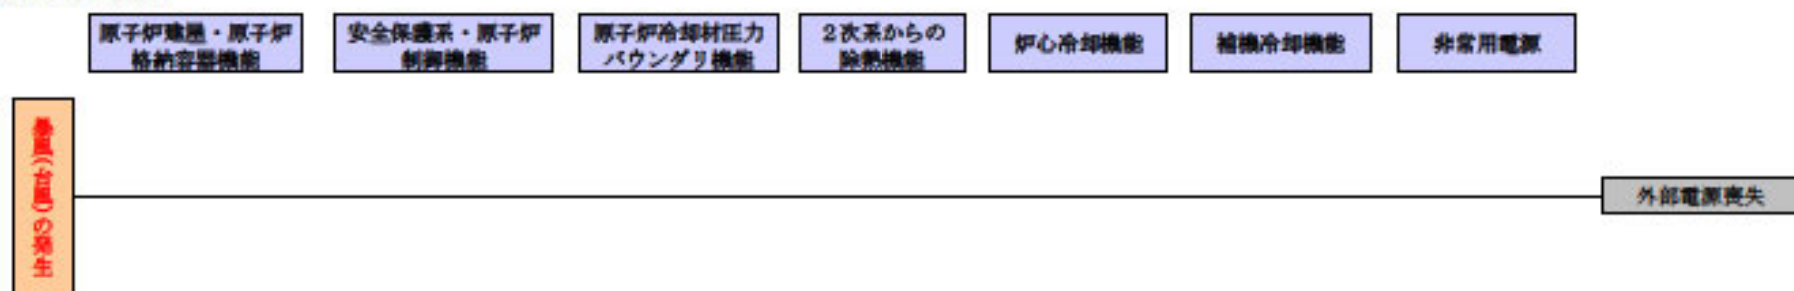 原子炉建屋・原子炉
格納容器機能
安全保護系・原子炉
制御機能
原子炉冷却材圧力
バウンダリ機能
2次系からの
除熱機能
炉心冷却機能
補機冷却機能
非常用電源
暴風(台風)の発生
外部電源喪失